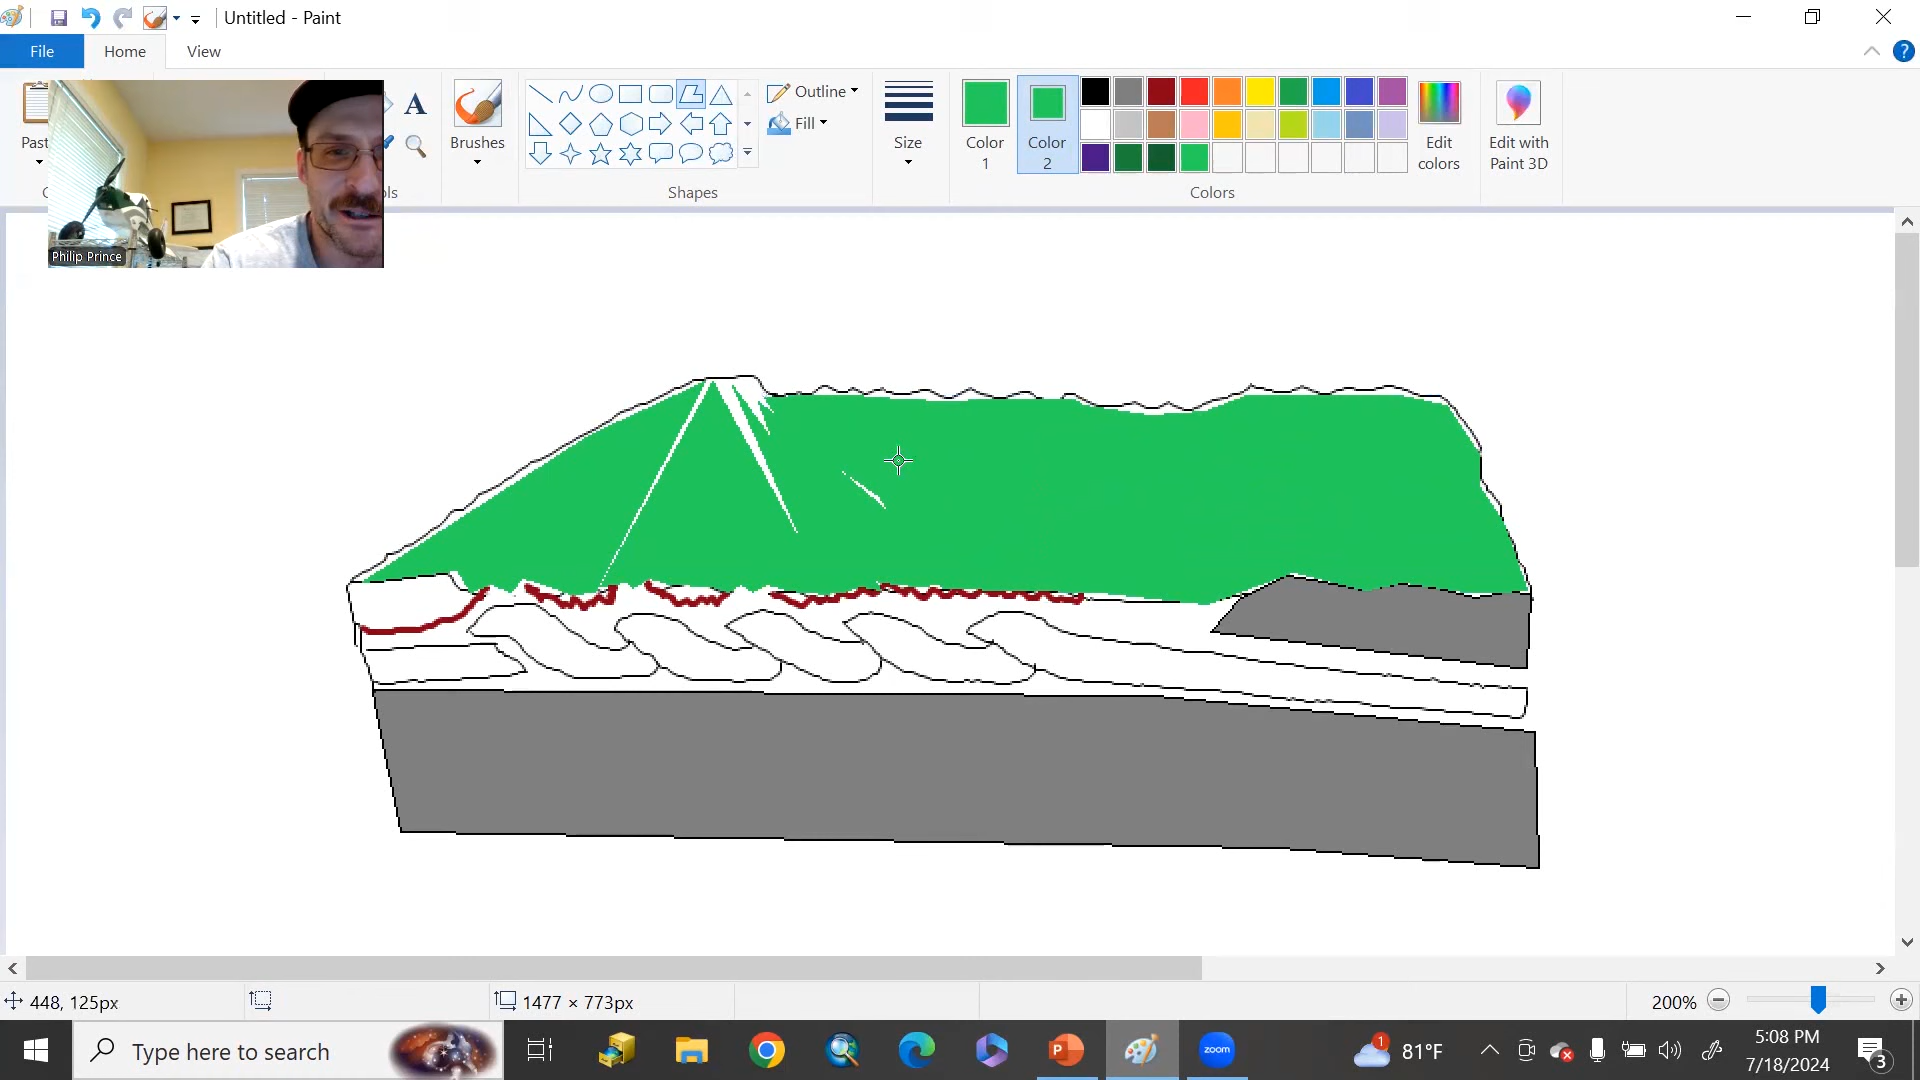 Untitled - Paint
File
Home
View
Past
A
Brushes
Outline
Fill
Shapes
Size
Color
1
Color
2
Edit
colors
Edit with
Paint 3D
Colors
Philip Prince
448, 125px
1477 × 773px
200%
Type here to search
P
zoom
1
81°F
5:08 PM
7/18/2024
3